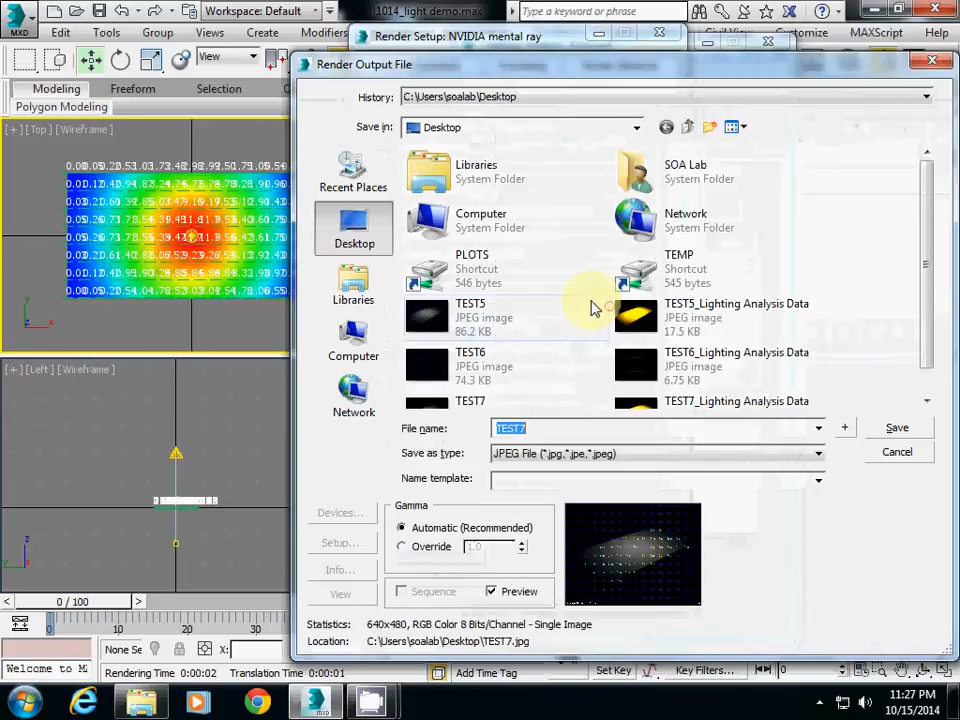 Workspace: Default
1014_light demo.max
Type a keyword or phrase
MXD
Edit
Tools
Group
Views
Create
Modifiers
Customize
MAXScript
Help
Render Setup: NVIDIA mental ray
View
Modeling
Freeform
Selection
Polygon Modeling
[+] [Top] [Wireframe]
[+] [Left] [Wireframe]
Render Output File
History:
C:\Users\soalab\Desktop
Save in:
Desktop
Recent Places
Desktop
Libraries
Computer
Network
Libraries
System Folder
SOA Lab
System Folder
Computer
System Folder
Network
System Folder
PLOTS
Shortcut
546 bytes
TEMP
Shortcut
545 bytes
TEST5
JPEG image
86.2 KB
TEST5_Lighting Analysis Data
JPEG image
17.5 KB
TEST6
JPEG image
74.3 KB
TEST6_Lighting Analysis Data
JPEG image
6.75 KB
TEST7
TEST7_Lighting Analysis Data
File name:
TEST7
+
Save
Save as type:
JPEG File (*.jpg,*.jpe,*.jpeg)
Cancel
Name template:
Devices...
Setup...
Info...
View
Gamma
Automatic (Recommended)
Override
1.0
Sequence
Preview
Statistics:
640x480, RGB Color 8 Bits/Channel - Single Image
Location:
C:\Users\soalab\Desktop\TEST7.jpg
y
x
z
y
x
<
0 / 100
>
0
10
20
30
None Se
X:
Welcome to M
Rendering Time: 0:00:02
Translation Time: 0:00:01
Add Time Tag
Set Key
Key Filters...
0
11:27 PM
10/15/2014